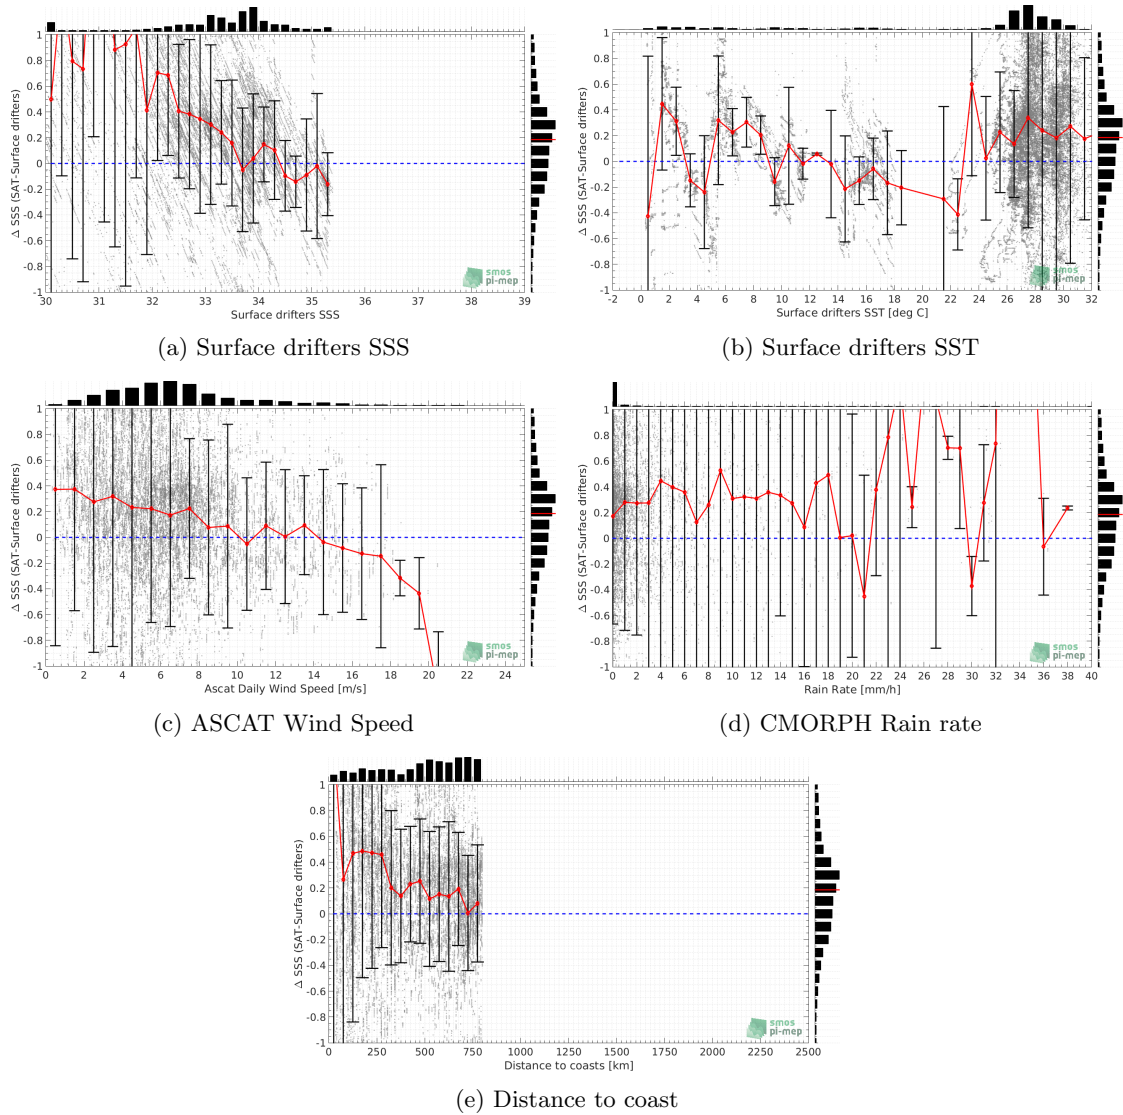 Δ SSS (SAT-Surface drifters)
1
0.8
0.6
0.4
0.2
0
-0.2
-0.4
-0.6
-0.8
-1
30 31 32 33 34 35 36 37 38 39
Surface drifters SSS
smos
pi-mep
(a) Surface drifters SSS
Δ SSS (SAT-Surface drifters)
1
0.8
0.6
0.4
0.2
0
-0.2
-0.4
-0.6
-0.8
-1
-2 0 2 4 6 8 10 12 14 16 18 20 22 24 26 28 30 32
Surface drifters SST [deg C]
smos
pi-mep
(b) Surface drifters SST
Δ SSS (SAT-Surface drifters)
1
0.8
0.6
0.4
0.2
0
-0.2
-0.4
-0.6
-0.8
-1
0 2 4 6 8 10 12 14 16 18 20 22 24
Ascat Daily Wind Speed [m/s]
smos
pi-mep
(c) ASCAT Wind Speed
Δ SSS (SAT-Surface drifters)
1
0.8
0.6
0.4
0.2
0
-0.2
-0.4
-0.6
-0.8
-1
0 2 4 6 8 10 12 14 16 18 20 22 24 26 28 30 32 34 36 38 40
Rain Rate [mm/h]
smos
pi-mep
(d) CMORPH Rain rate
Δ SSS (SAT-Surface drifters)
1
0.8
0.6
0.4
0.2
0
-0.2
-0.4
-0.6
-0.8
-1
0 250 500 750 1000 1250 1500 1750 2000 2250 2500
Distance to coasts [km]
smos
pi-mep
(e) Distance to coast